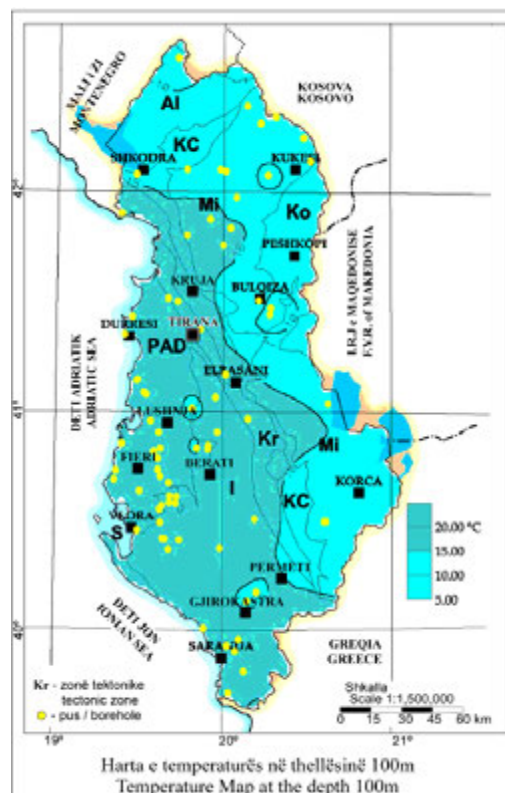 MALI i ZI
MONTENEGRO
KOSOVA
KOSOVO
Al
KC
SHKODRA
KUKESI
42°
Mi
Ko
PESHKOPI
KRUJA
BULQIZA
I.R.J e MAQEDONISE
F.Y.R. of MAKEDONIA
DURRESI
TIRANA
PAD
ELBASANI
DETI ADRIATIK
ADRIATIC SEA
41°
LUSHNJA
Kr
Mi
FIERI
BERATI
I
KC
KORCA
S
VLORA
20.00 °C
15.00
10.00
5.00
PERMETI
GJIROKASTRA
DETI JON
IONIAN SEA
40°
SARANDA
GREQIA
GREECE
Kr - zonë tektonike
tectonic zone
- pus / borehole
Shkalla
Scale 1:1,500,000
0 15 30 45 60 km
19° 20° 21°
Harta e temperaturës në thellësinë 100m
Temperature Map at the depth 100m